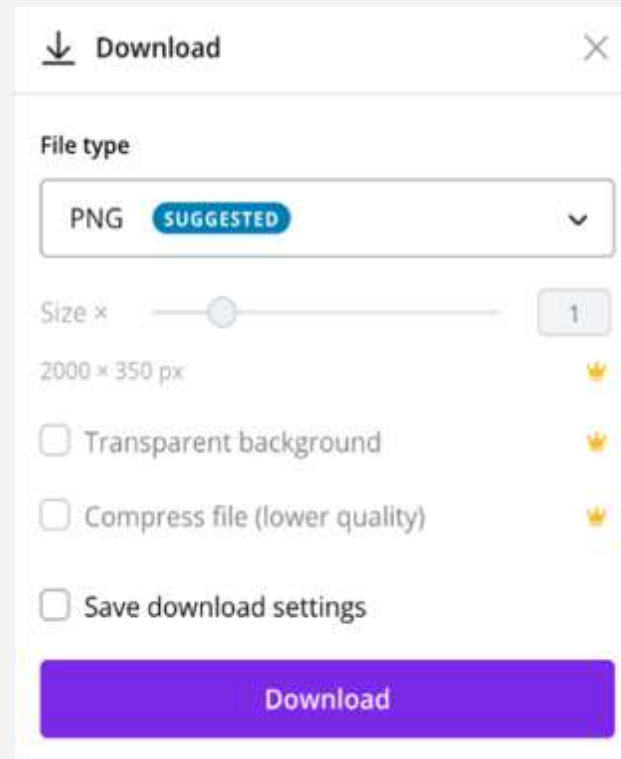 Download
File type
PNG SUGGESTED
Size × 1
2000 × 350 px
Transparent background
Compress file (lower quality)
Save download settings
Download